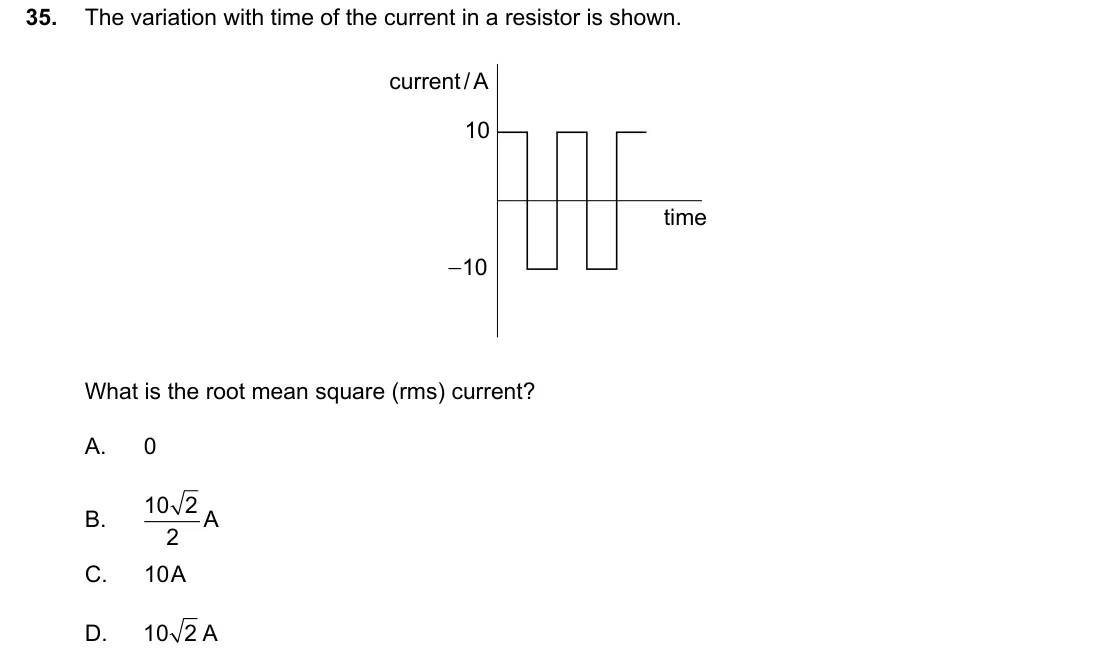 35. The variation with time of the current in a resistor is shown.
current/A
10
time
–10
What is the root mean square (rms) current?
A. 0
B. 10√2/2 A
C. 10A
D. 10√2 A